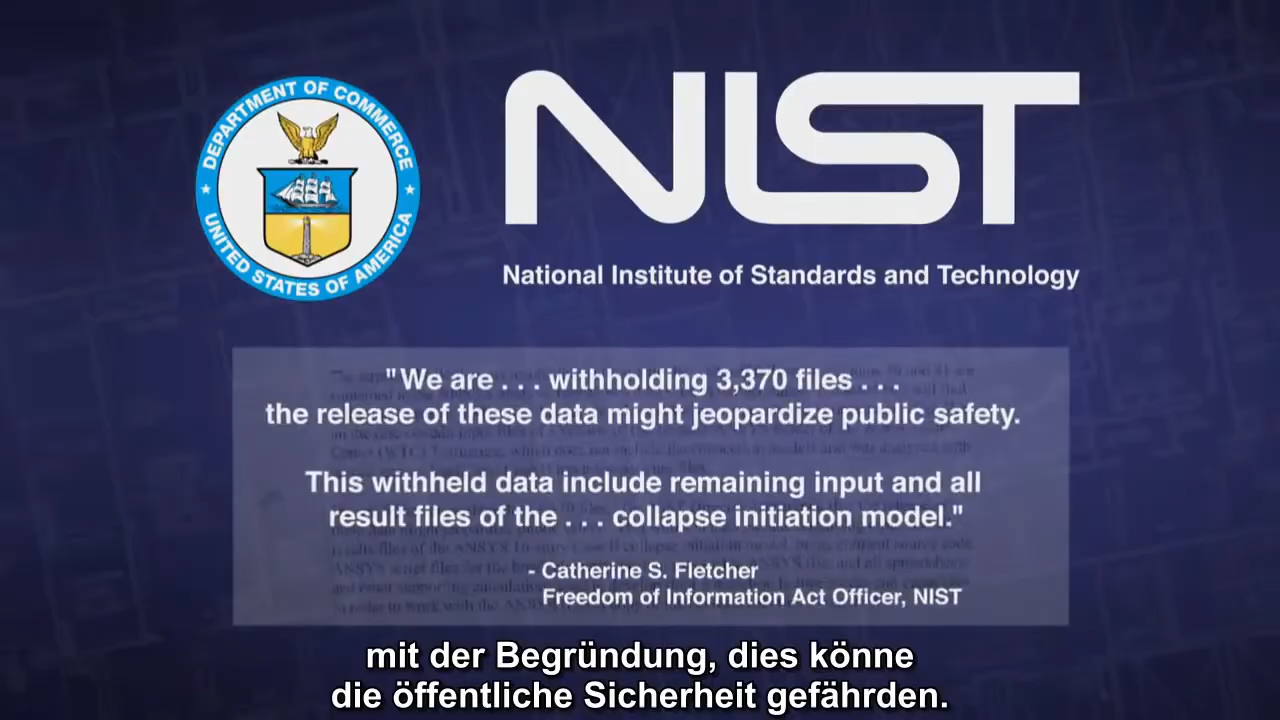 DEPARTMENT OF COMMERCE
UNITED STATES OF AMERICA
NIST
National Institute of Standards and Technology
"We are . . . withholding 3,370 files . . .
the release of these data might jeopardize public safety.
This withheld data include remaining input and all
result files of the . . . collapse initiation model."
- Catherine S. Fletcher
Freedom of Information Act Officer, NIST
mit der Begründung, dies könne
die öffentliche Sicherheit gefährden.